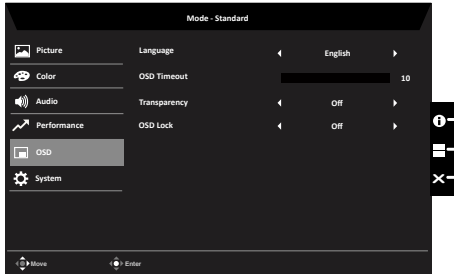 Mode - Standard
Picture
Language
English
Color
OSD Timeout
10
Audio
Transparency
Off
Performance
OSD Lock
Off
OSD
System
Move
Enter